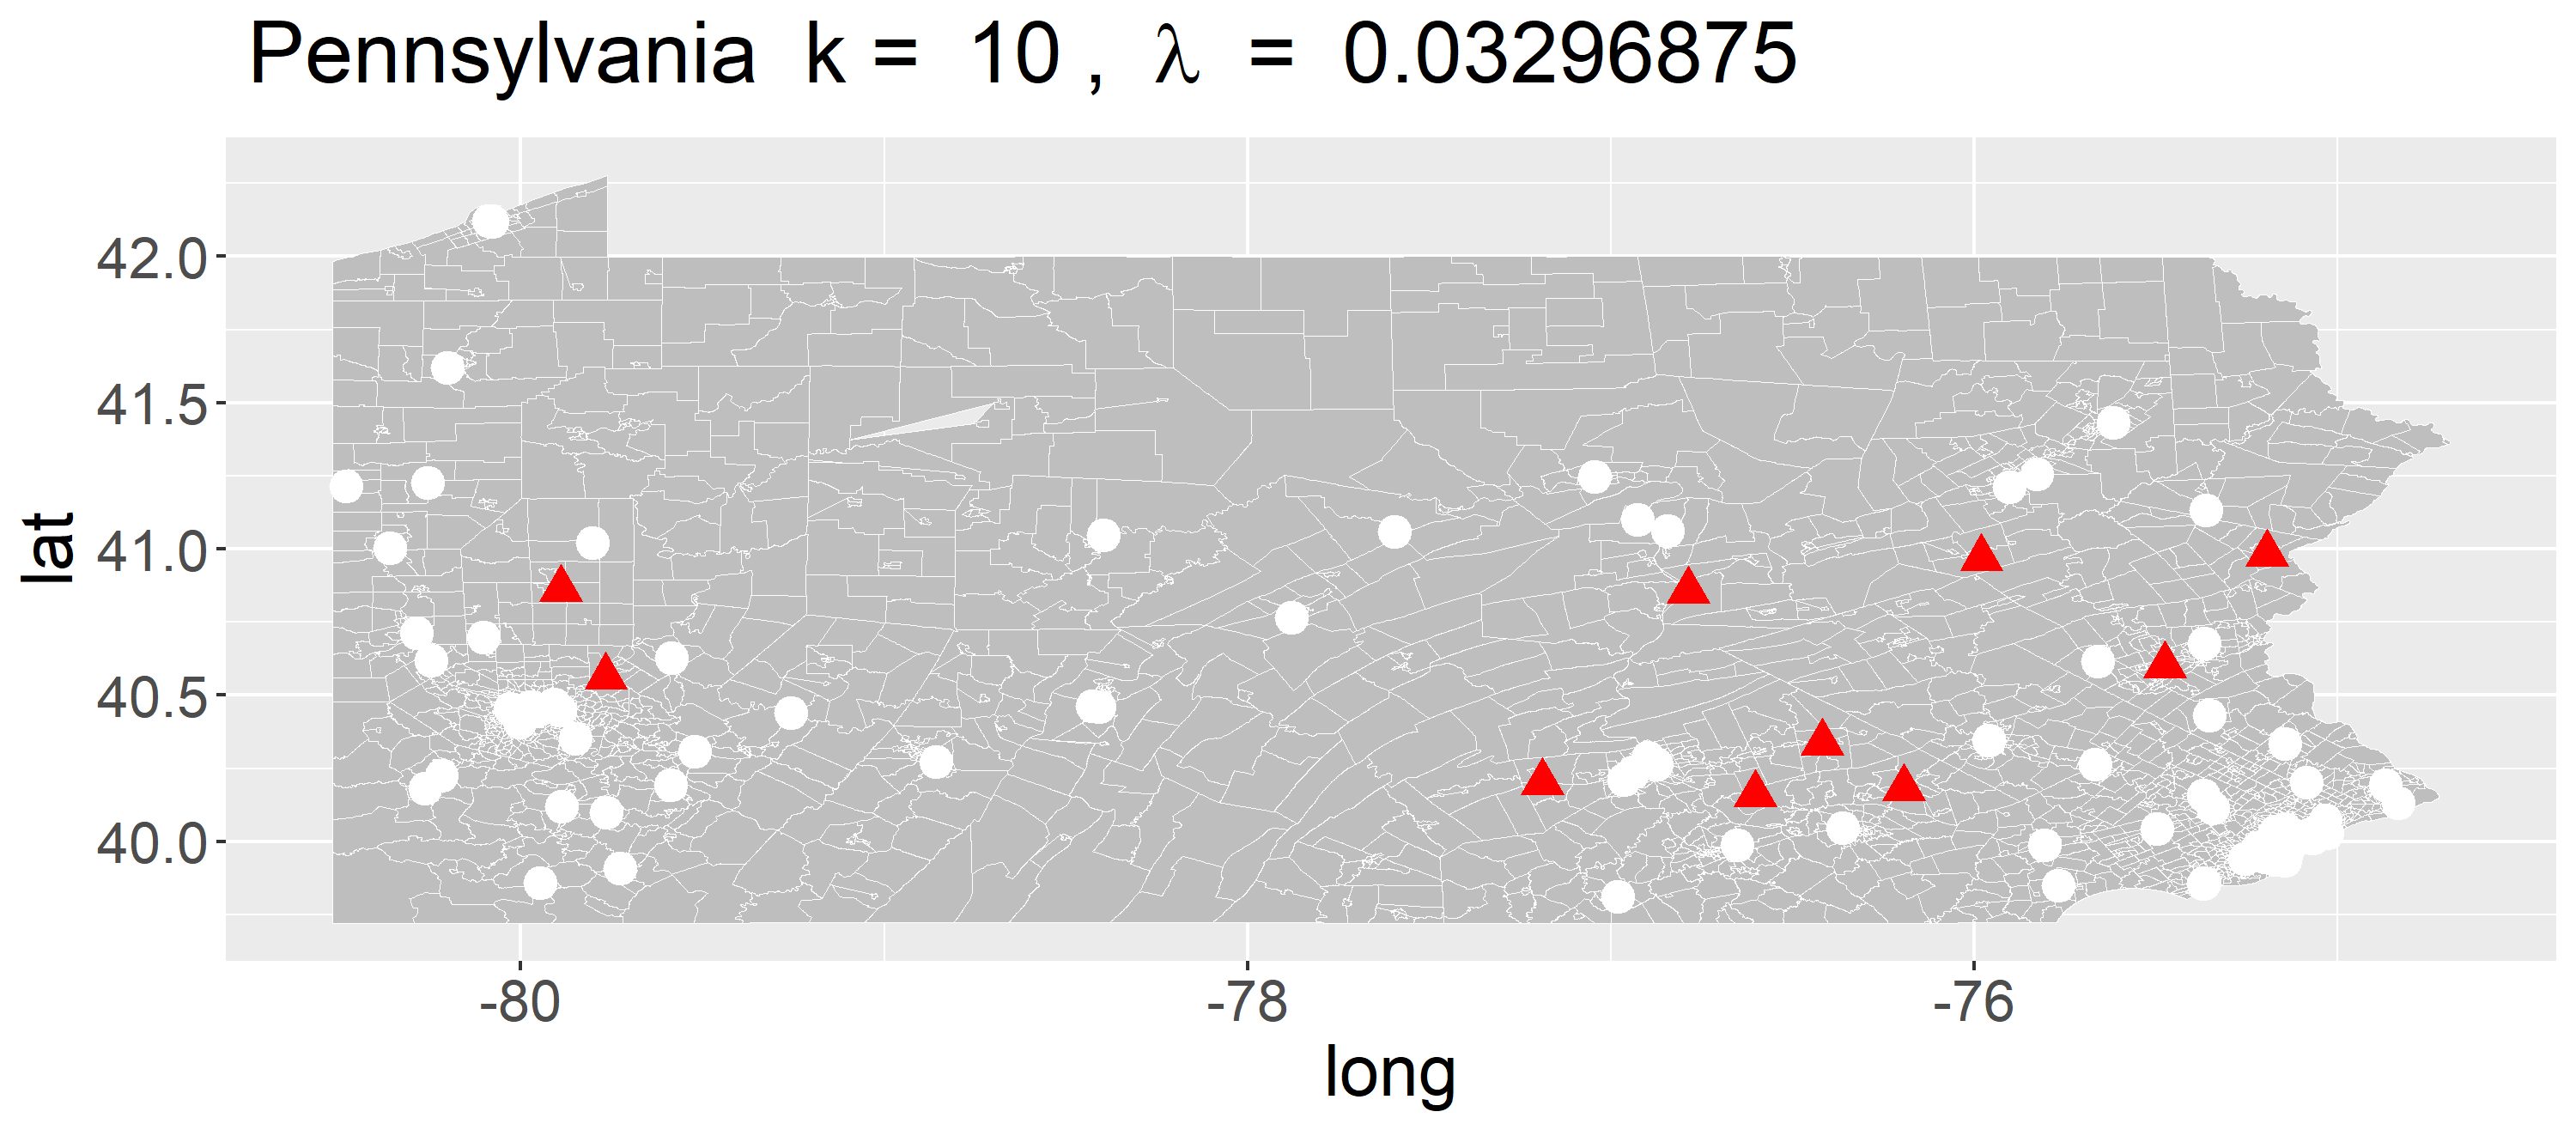 Pennsylvania k = 10 , λ = 0.03296875
lat
42.0
41.5
41.0
40.5
40.0
-80 -78 -76
long